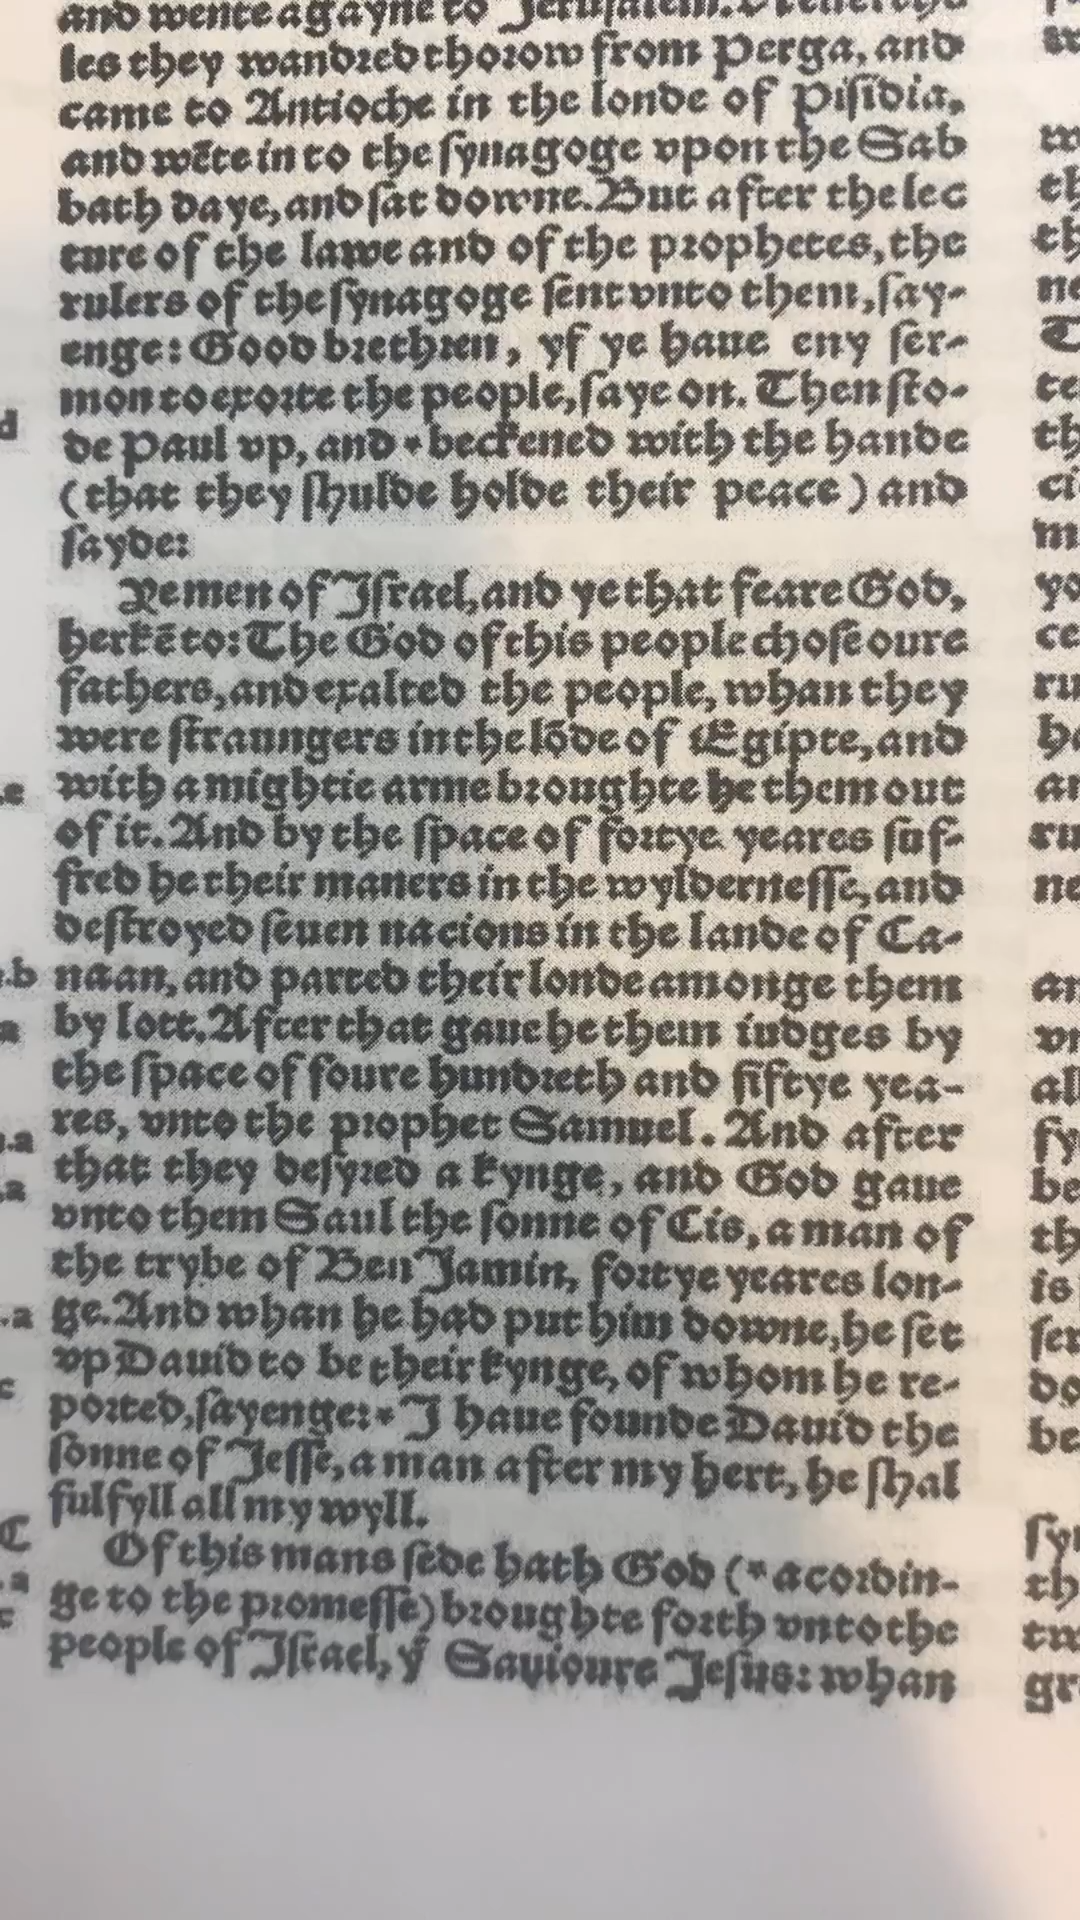 and wente agayne to Jerusalem.
les they wandred thorow from Perga, and
came to Antioche in the londe of Pisidia,
and wēte in to the synagoge vpon the Sab
bath daye, and sat downe. But after the lec
ture of the lawe and of the prophetes, the
rulers of the synagoge sent vnto them, say-
enge: Good brethren, yf ye haue eny ser-
mon to exorte the people, saye on. Then sto-
de Paul vp, and * beckened with the hande
(that they shulde holde their peace) and
sayde:
Ye men of Israel, and ye that feare God,
herkē to: The God of this people chose oure
fathers, and exalted the people, whan they
were straungers in the lōde of Egipte, and
with a mightie arme broughte he them out
of it. And by the space of fortye yeares suf-
fred he their maners in the wyldernesse, and
destroyed seuen nacions in the lande of Ca-
naan, and parted their londe amonge them
by lott. After that gaue he them iudges by
the space of foure hundreth and fiftye yea-
res, vnto the prophet Samuel. And after
that they desyred a kynge, and God gaue
vnto them Saul the sonne of Cis, a man of
the trybe of Ben Jamin, fortye yeares lon-
ge. And whan he had put him downe, he set
vp Dauid to be their kynge, of whom he re-
ported, sayenge: * I haue founde Dauid the
sonne of Jesse, a man after my hert, he shal
fulfyll all my wyll.
Of this mans sede hath God (* acordin-
ge to the promesse) broughte forth vnto the
people of Israel, yͤ Sauioure Jesus: whan